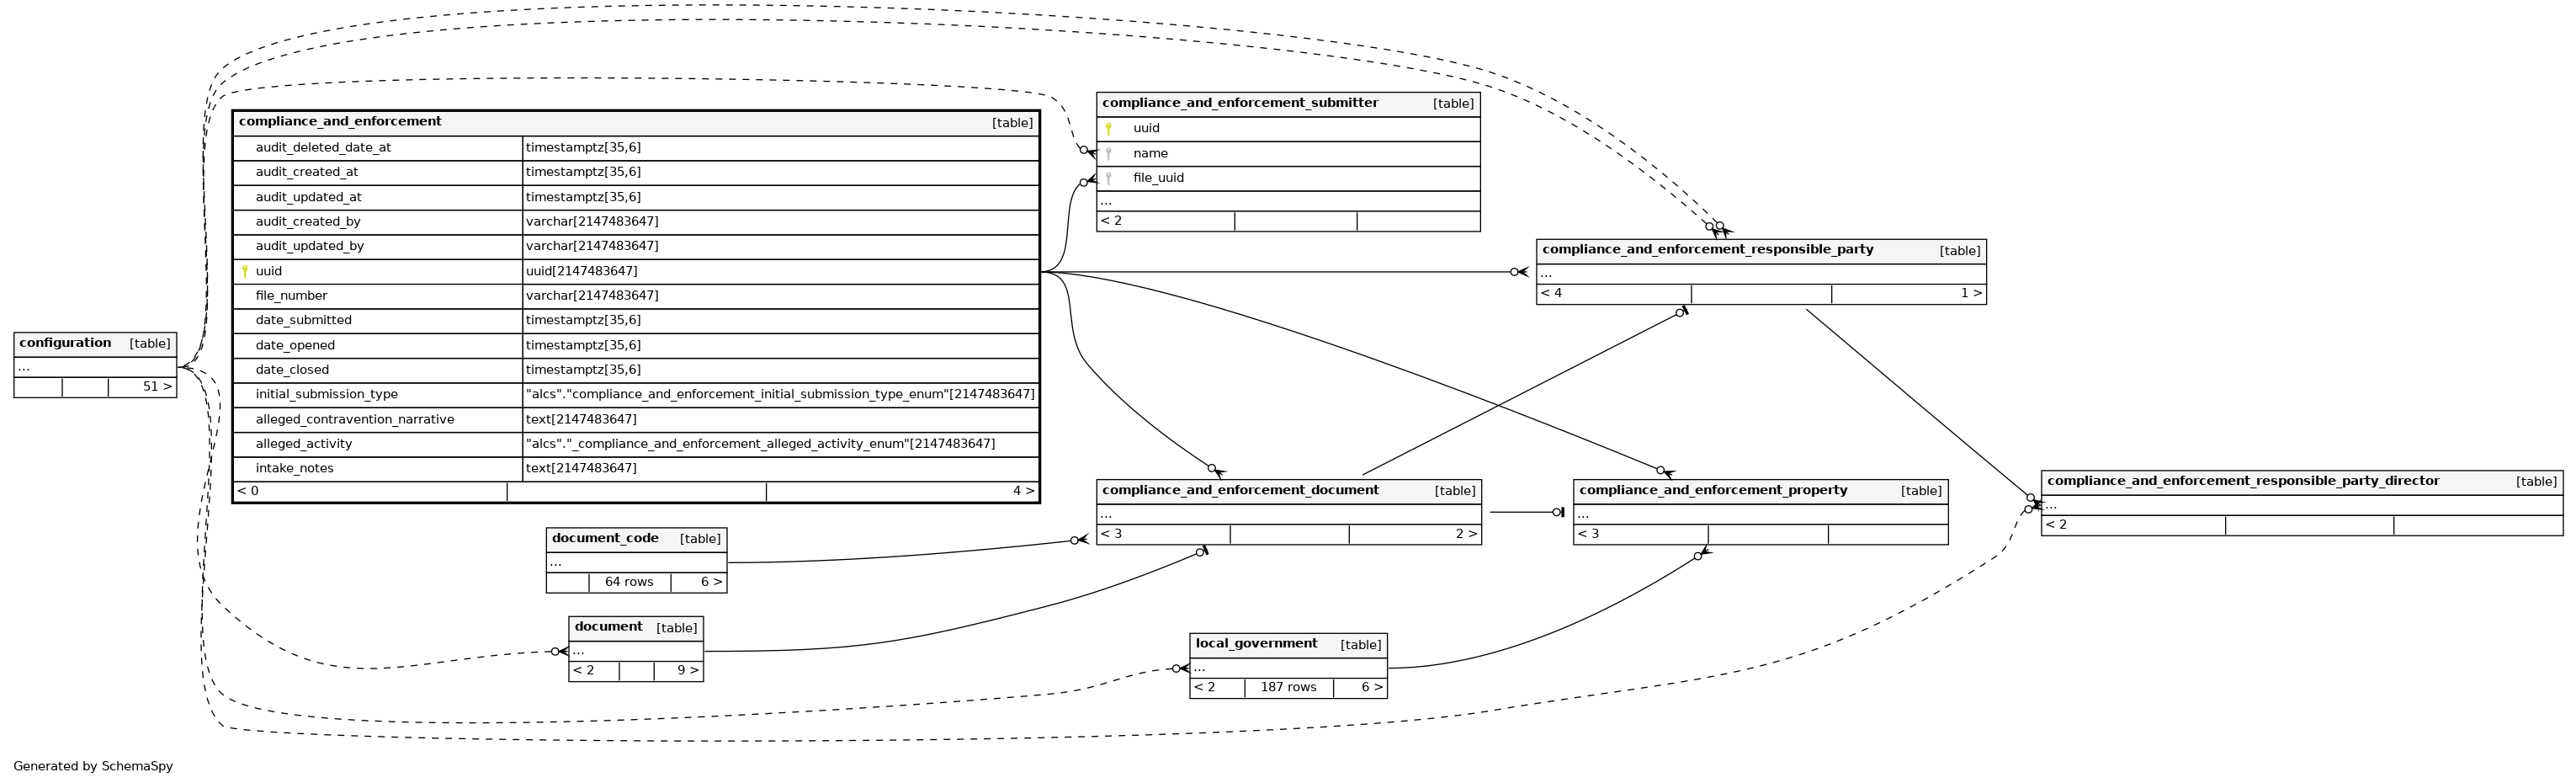 compliance_and_enforcement [table]
audit_deleted_date_at timestamptz[35,6]
audit_created_at timestamptz[35,6]
audit_updated_at timestamptz[35,6]
audit_created_by varchar[2147483647]
audit_updated_by varchar[2147483647]
uuid uuid[2147483647]
file_number varchar[2147483647]
date_submitted timestamptz[35,6]
date_opened timestamptz[35,6]
date_closed timestamptz[35,6]
initial_submission_type "alcs"."compliance_and_enforcement_initial_submission_type_enum"[2147483647]
alleged_contravention_narrative text[2147483647]
alleged_activity "alcs"."_compliance_and_enforcement_alleged_activity_enum"[2147483647]
intake_notes text[2147483647]
< 0 4 >
compliance_and_enforcement_submitter [table]
uuid
name
file_uuid
...
< 2
compliance_and_enforcement_responsible_party [table]
...
< 4 1 >
configuration [table]
...
51 >
compliance_and_enforcement_document [table]
...
< 3 2 >
compliance_and_enforcement_property [table]
...
< 3
compliance_and_enforcement_responsible_party_director [table]
...
< 2
document_code [table]
...
64 rows 6 >
document [table]
...
< 2 9 >
local_government [table]
...
< 2 187 rows 6 >
Generated by SchemaSpy